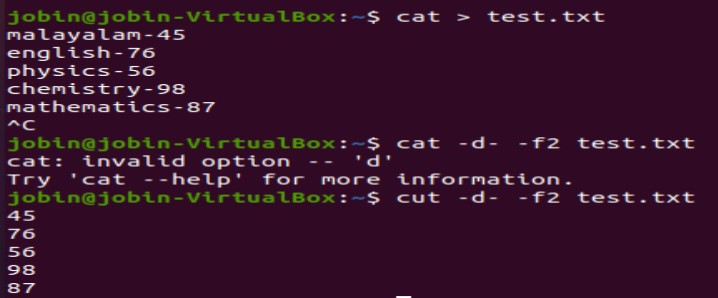 jobin@jobin-VirtualBox:~$ cat > test.txt
malayalam-45
english-76
physics-56
chemistry-98
mathematics-87
^C
jobin@jobin-VirtualBox:~$ cat -d- -f2 test.txt
cat: invalid option -- 'd'
Try 'cat --help' for more information.
jobin@jobin-VirtualBox:~$ cut -d- -f2 test.txt
45
76
56
98
87